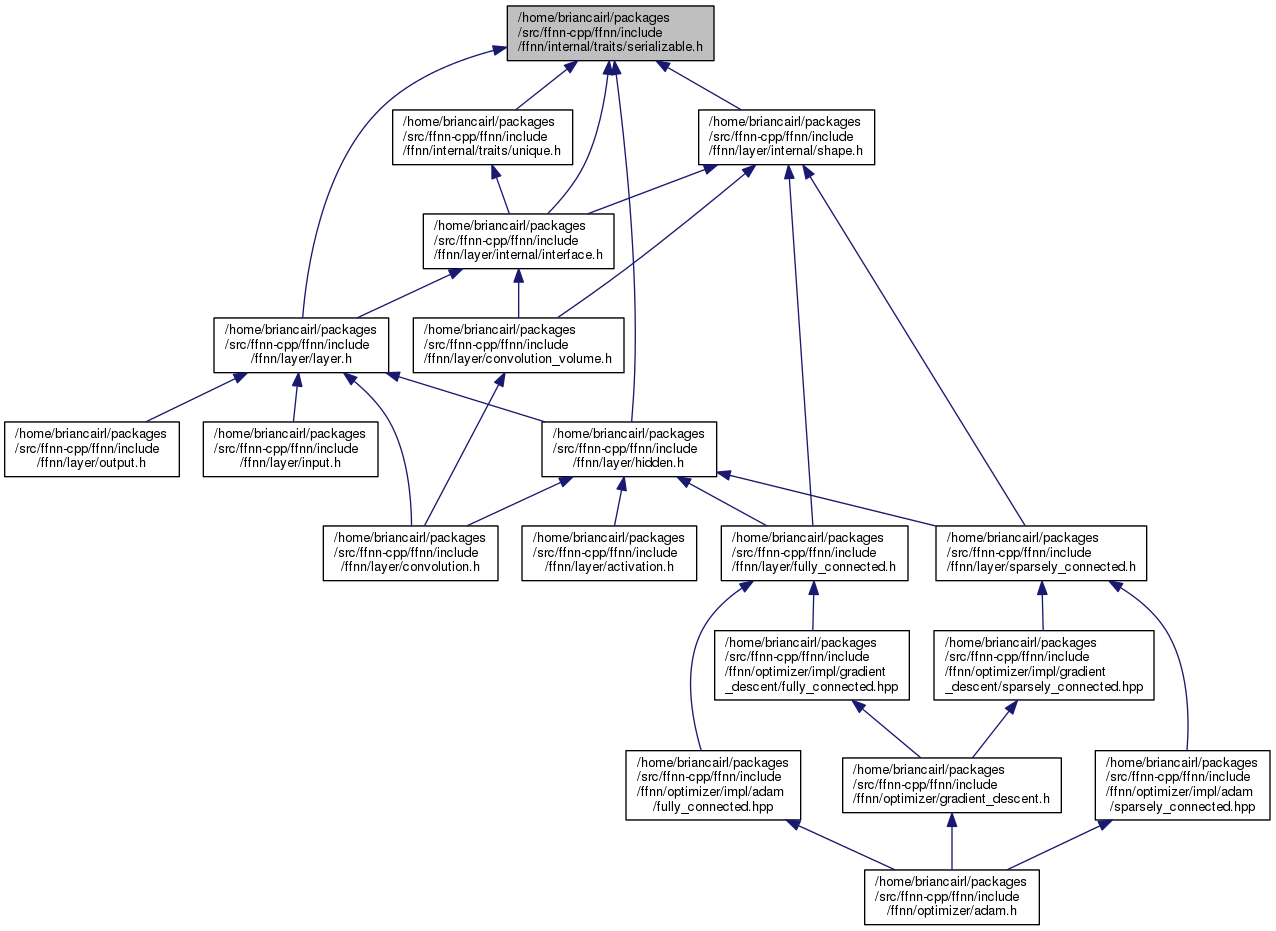 /home/briancairl/packages
/src/ffnn-cpp/ffnn/include
/ffnn/internal/traits/serializable.h
/home/briancairl/packages
/src/ffnn-cpp/ffnn/include
/ffnn/internal/traits/unique.h
/home/briancairl/packages
/src/ffnn-cpp/ffnn/include
/ffnn/layer/internal/shape.h
/home/briancairl/packages
/src/ffnn-cpp/ffnn/include
/ffnn/layer/internal/interface.h
/home/briancairl/packages
/src/ffnn-cpp/ffnn/include
/ffnn/layer/layer.h
/home/briancairl/packages
/src/ffnn-cpp/ffnn/include
/ffnn/layer/convolution_volume.h
/home/briancairl/packages
/src/ffnn-cpp/ffnn/include
/ffnn/layer/output.h
/home/briancairl/packages
/src/ffnn-cpp/ffnn/include
/ffnn/layer/input.h
/home/briancairl/packages
/src/ffnn-cpp/ffnn/include
/ffnn/layer/hidden.h
/home/briancairl/packages
/src/ffnn-cpp/ffnn/include
/ffnn/layer/convolution.h
/home/briancairl/packages
/src/ffnn-cpp/ffnn/include
/ffnn/layer/activation.h
/home/briancairl/packages
/src/ffnn-cpp/ffnn/include
/ffnn/layer/fully_connected.h
/home/briancairl/packages
/src/ffnn-cpp/ffnn/include
/ffnn/layer/sparsely_connected.h
/home/briancairl/packages
/src/ffnn-cpp/ffnn/include
/ffnn/optimizer/impl/gradient
_descent/fully_connected.hpp
/home/briancairl/packages
/src/ffnn-cpp/ffnn/include
/ffnn/optimizer/impl/gradient
_descent/sparsely_connected.hpp
/home/briancairl/packages
/src/ffnn-cpp/ffnn/include
/ffnn/optimizer/impl/adam
/fully_connected.hpp
/home/briancairl/packages
/src/ffnn-cpp/ffnn/include
/ffnn/optimizer/gradient_descent.h
/home/briancairl/packages
/src/ffnn-cpp/ffnn/include
/ffnn/optimizer/impl/adam
/sparsely_connected.hpp
/home/briancairl/packages
/src/ffnn-cpp/ffnn/include
/ffnn/optimizer/adam.h